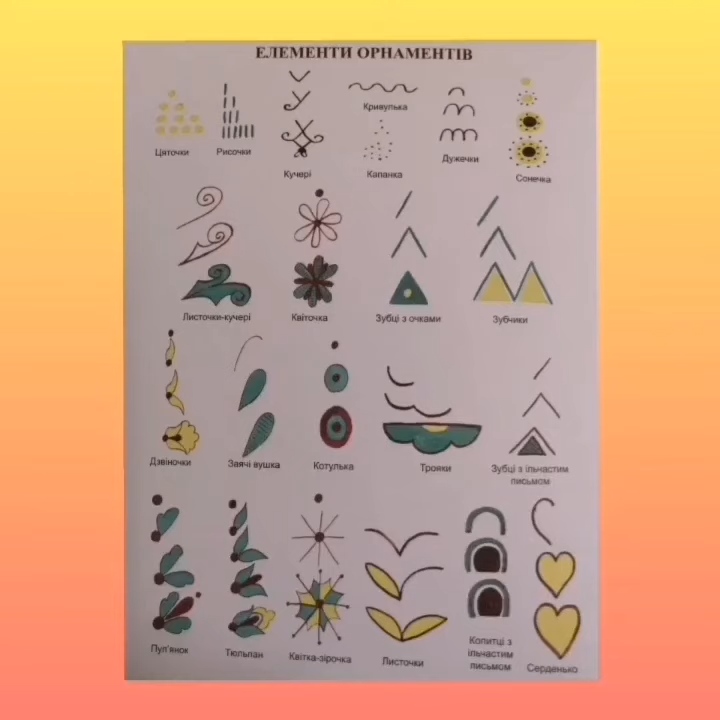 ЕЛЕМЕНТИ ОРНАМЕНТІВ
Цяточки
Рисочки
Кучері
Кривулька
Капанка
Дужечки
Сонечка
Листочки-кучері
Квіточка
Зубці з очками
Зубчики
Дзвіночки
Заячі вушка
Котулька
Трояки
Зубці з ільчастим
письмом
Пуп'янок
Тюльпан
Квітка-зірочка
Листочки
Копитці з
ільчастим
письмом
Серденько